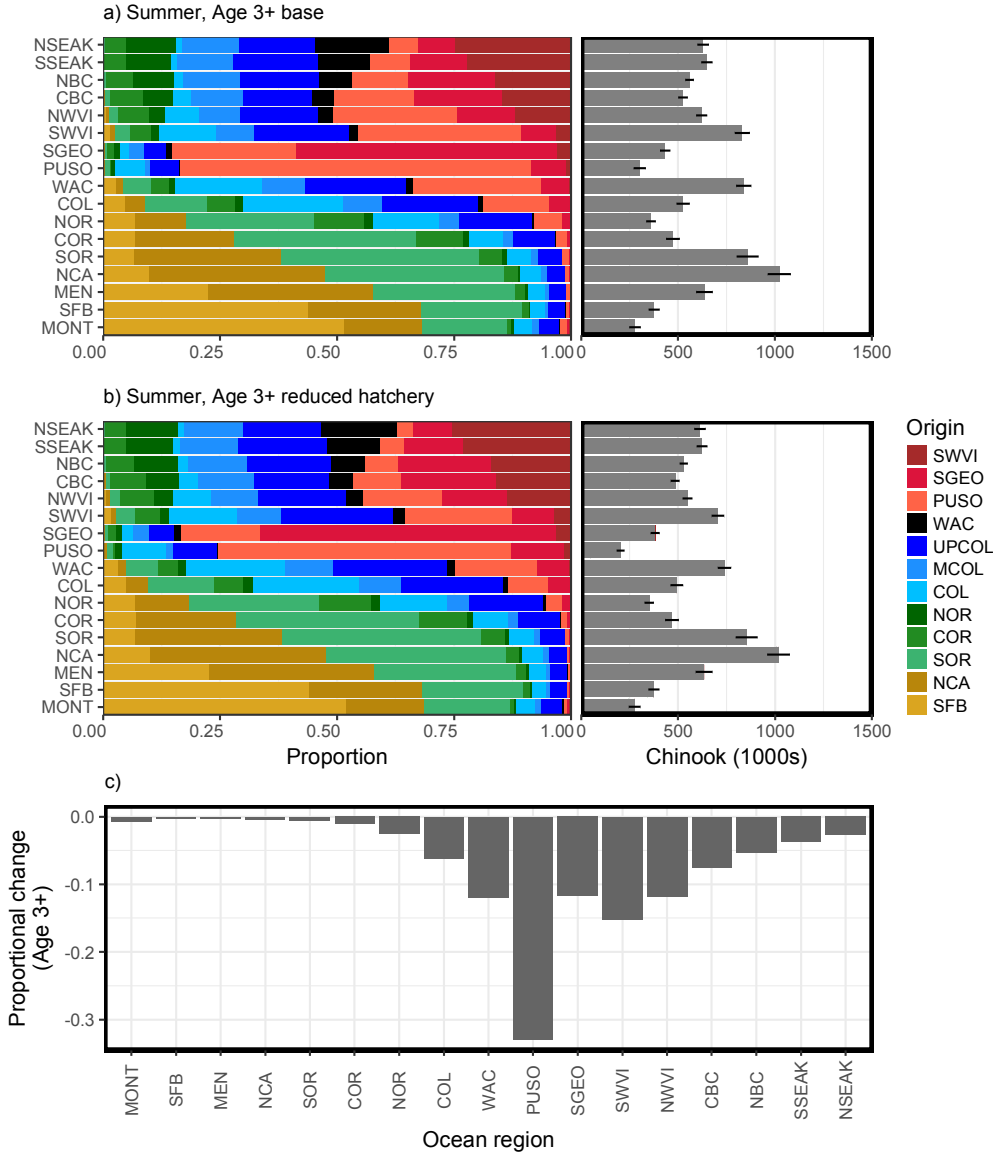 a) Summer, Age 3+ base
NSEAK
SSEAK
NBC
CBC
NWVI
SWVI
SGEO
PUSO
WAC
COL
NOR
COR
SOR
NCA
MEN
SFB
MONT
0.00 0.25 0.50 0.75 1.00 0 500 1000 1500
b) Summer, Age 3+ reduced hatchery
NSEAK
SSEAK
NBC
CBC
NWVI
SWVI
SGEO
PUSO
WAC
COL
NOR
COR
SOR
NCA
MEN
SFB
MONT
0.00 0.25 0.50 0.75 1.00 0 500 1000 1500
Proportion Chinook (1000s)
Origin
SWVI
SGEO
PUSO
WAC
UPCOL
MCOL
COL
NOR
COR
SOR
NCA
SFB
c)
Proportional change
(Age 3+)
0.0
-0.1
-0.2
-0.3
MONT SFB MEN NCA SOR COR NOR COL WAC PUSO SGEO SWVI NWVI CBC NBC SSEAK NSEAK
Ocean region